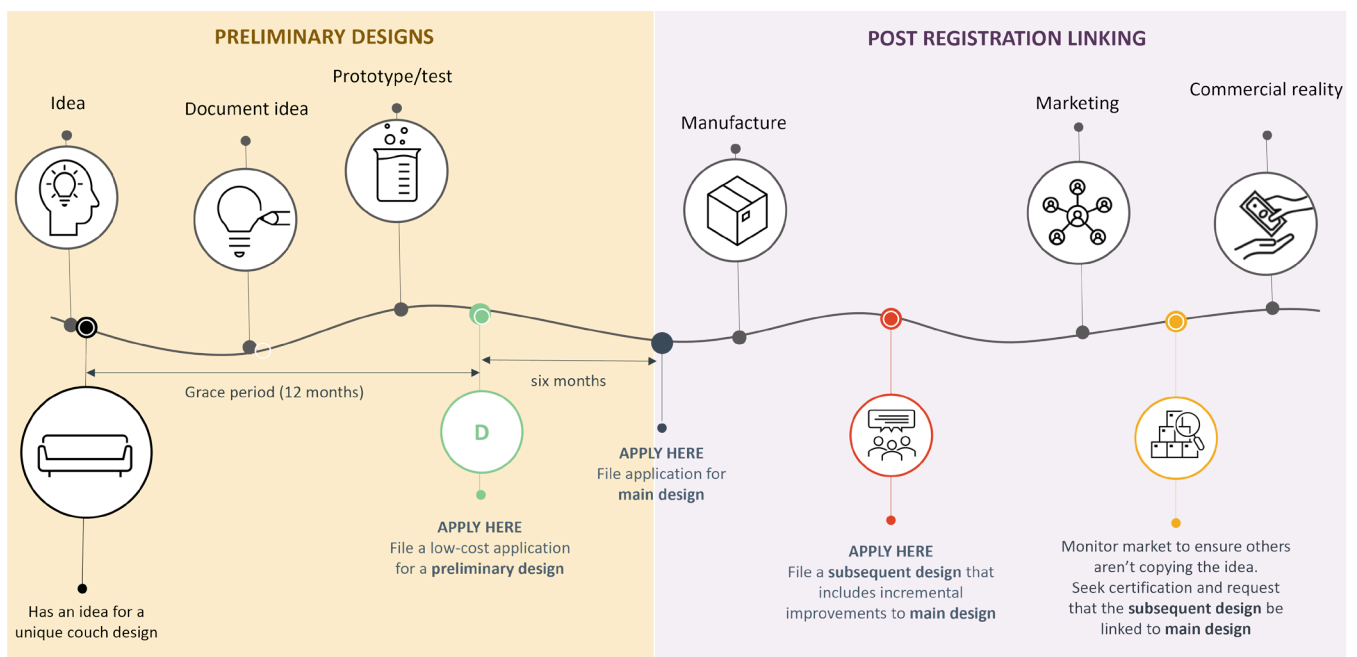 PRELIMINARY DESIGNS
POST REGISTRATION LINKING
Idea
Document idea
Prototype/test
Manufacture
Marketing
Commercial reality
Grace period (12 months)
six months
D
Has an idea for a
unique couch design
APPLY HERE
File a low-cost application
for a preliminary design
APPLY HERE
File application for
main design
APPLY HERE
File a subsequent design that
includes incremental
improvements to main design
Monitor market to ensure others
aren't copying the idea.
Seek certification and request
that the subsequent design be
linked to main design